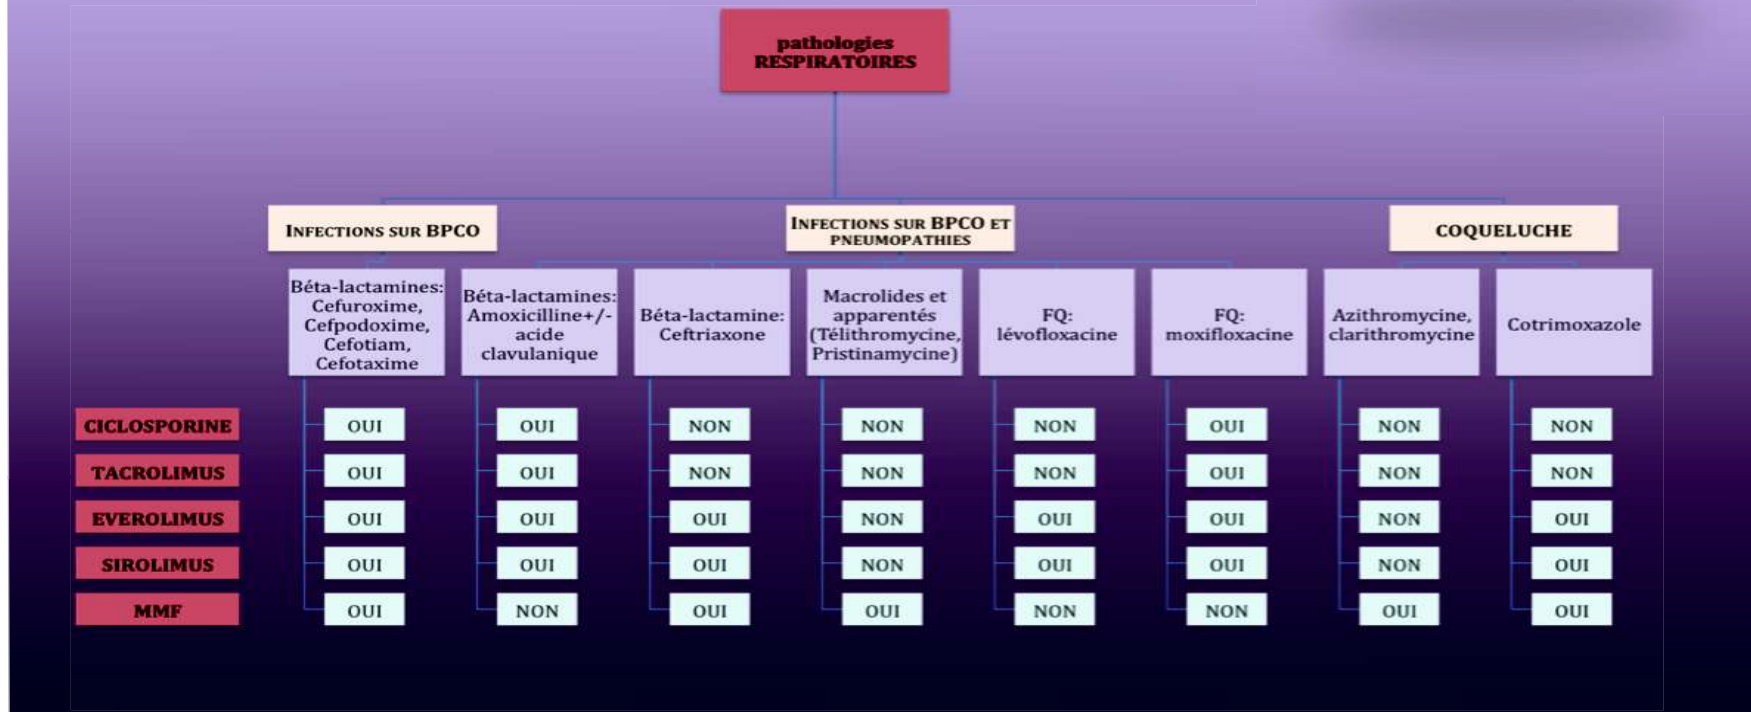 pathologies
RESPIRATOIRES
INFECTIONS SUR BPCO
INFECTIONS SUR BPCO ET
PNEUMOPATHIES
COQUELUCHE
Béta-lactamines:
Cefuroxime,
Cefpodoxime,
Cefotiam,
Cefotaxime
Béta-lactamines:
Amoxicilline+/-
acide
clavulanique
Béta-lactamine:
Ceftriaxone
Macrolides et
apparentés
(Télithromycine,
Pristinamycine)
FQ:
lévofloxacine
FQ:
moxifloxacine
Azithromycine,
clarithromycine
Cotrimoxazole
CICLOSPORINE OUI OUI NON NON NON OUI NON NON
TACROLIMUS OUI OUI NON NON NON OUI NON NON
EVEROLIMUS OUI OUI OUI NON OUI OUI NON OUI
SIROLIMUS OUI OUI OUI NON OUI OUI NON OUI
MMF OUI NON OUI OUI NON NON OUI OUI